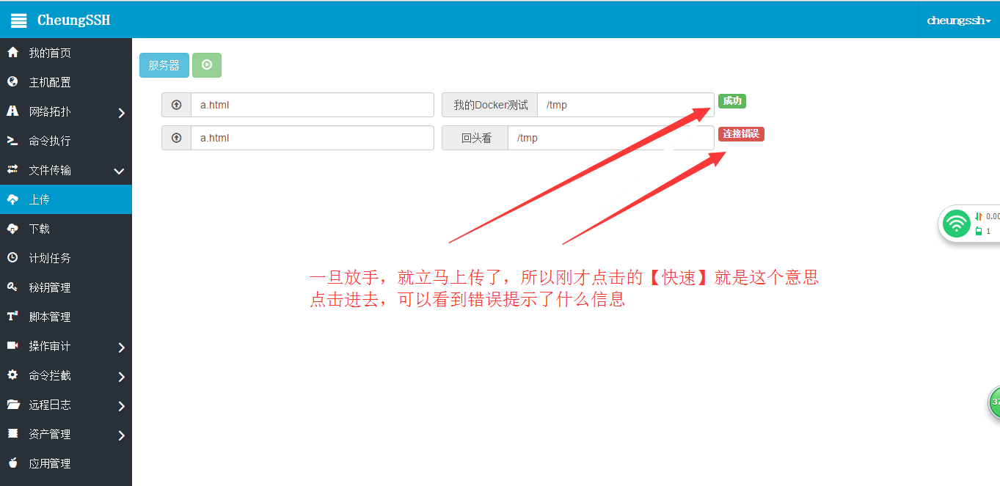 CheungSSH
cheungssh
我的首页
主机配置
网络拓扑
命令执行
文件传输
上传
下载
计划任务
秘钥管理
脚本管理
操作审计
命令拦截
远程日志
资产管理
应用管理
服务器
a.html 我的Docker测试 /tmp 成功
a.html 回头看 /tmp 连接错误
一旦放手，就立马上传了，所以刚才点击的【快速】就是这个意思
点击进去，可以看到错误提示了什么信息
0.00
1
37